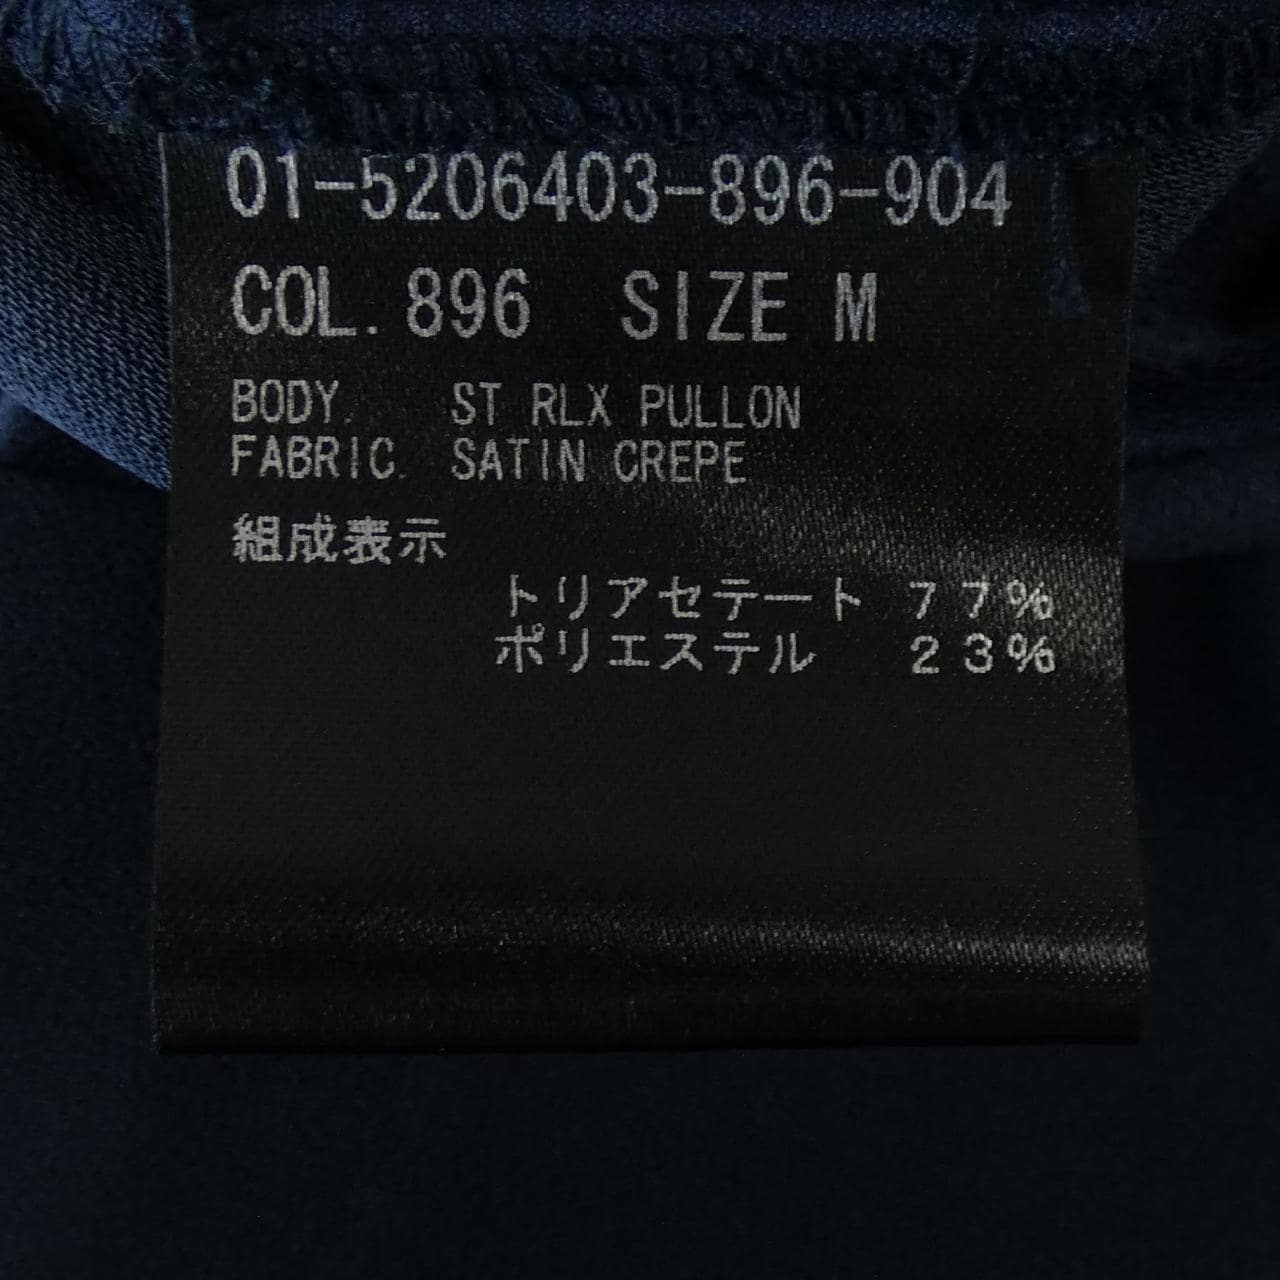 01-5206403-896-904
COL. 896 SIZE M
BODY. ST RLX PULLON
FABRIC. SATIN CREPE
組成表示
トリアセテート 77%
ポリエステル 23%